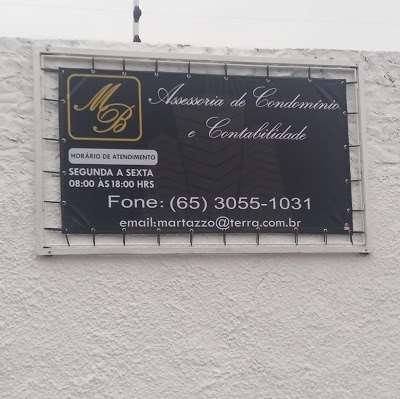 MB
Assessoria de Condomínio
e Contabilidade
HORÁRIO DE ATENDIMENTO
SEGUNDA A SEXTA
08:00 ÀS 18:00 HRS
Fone: (65) 3055-1031
email:martazzo@terra.com.br